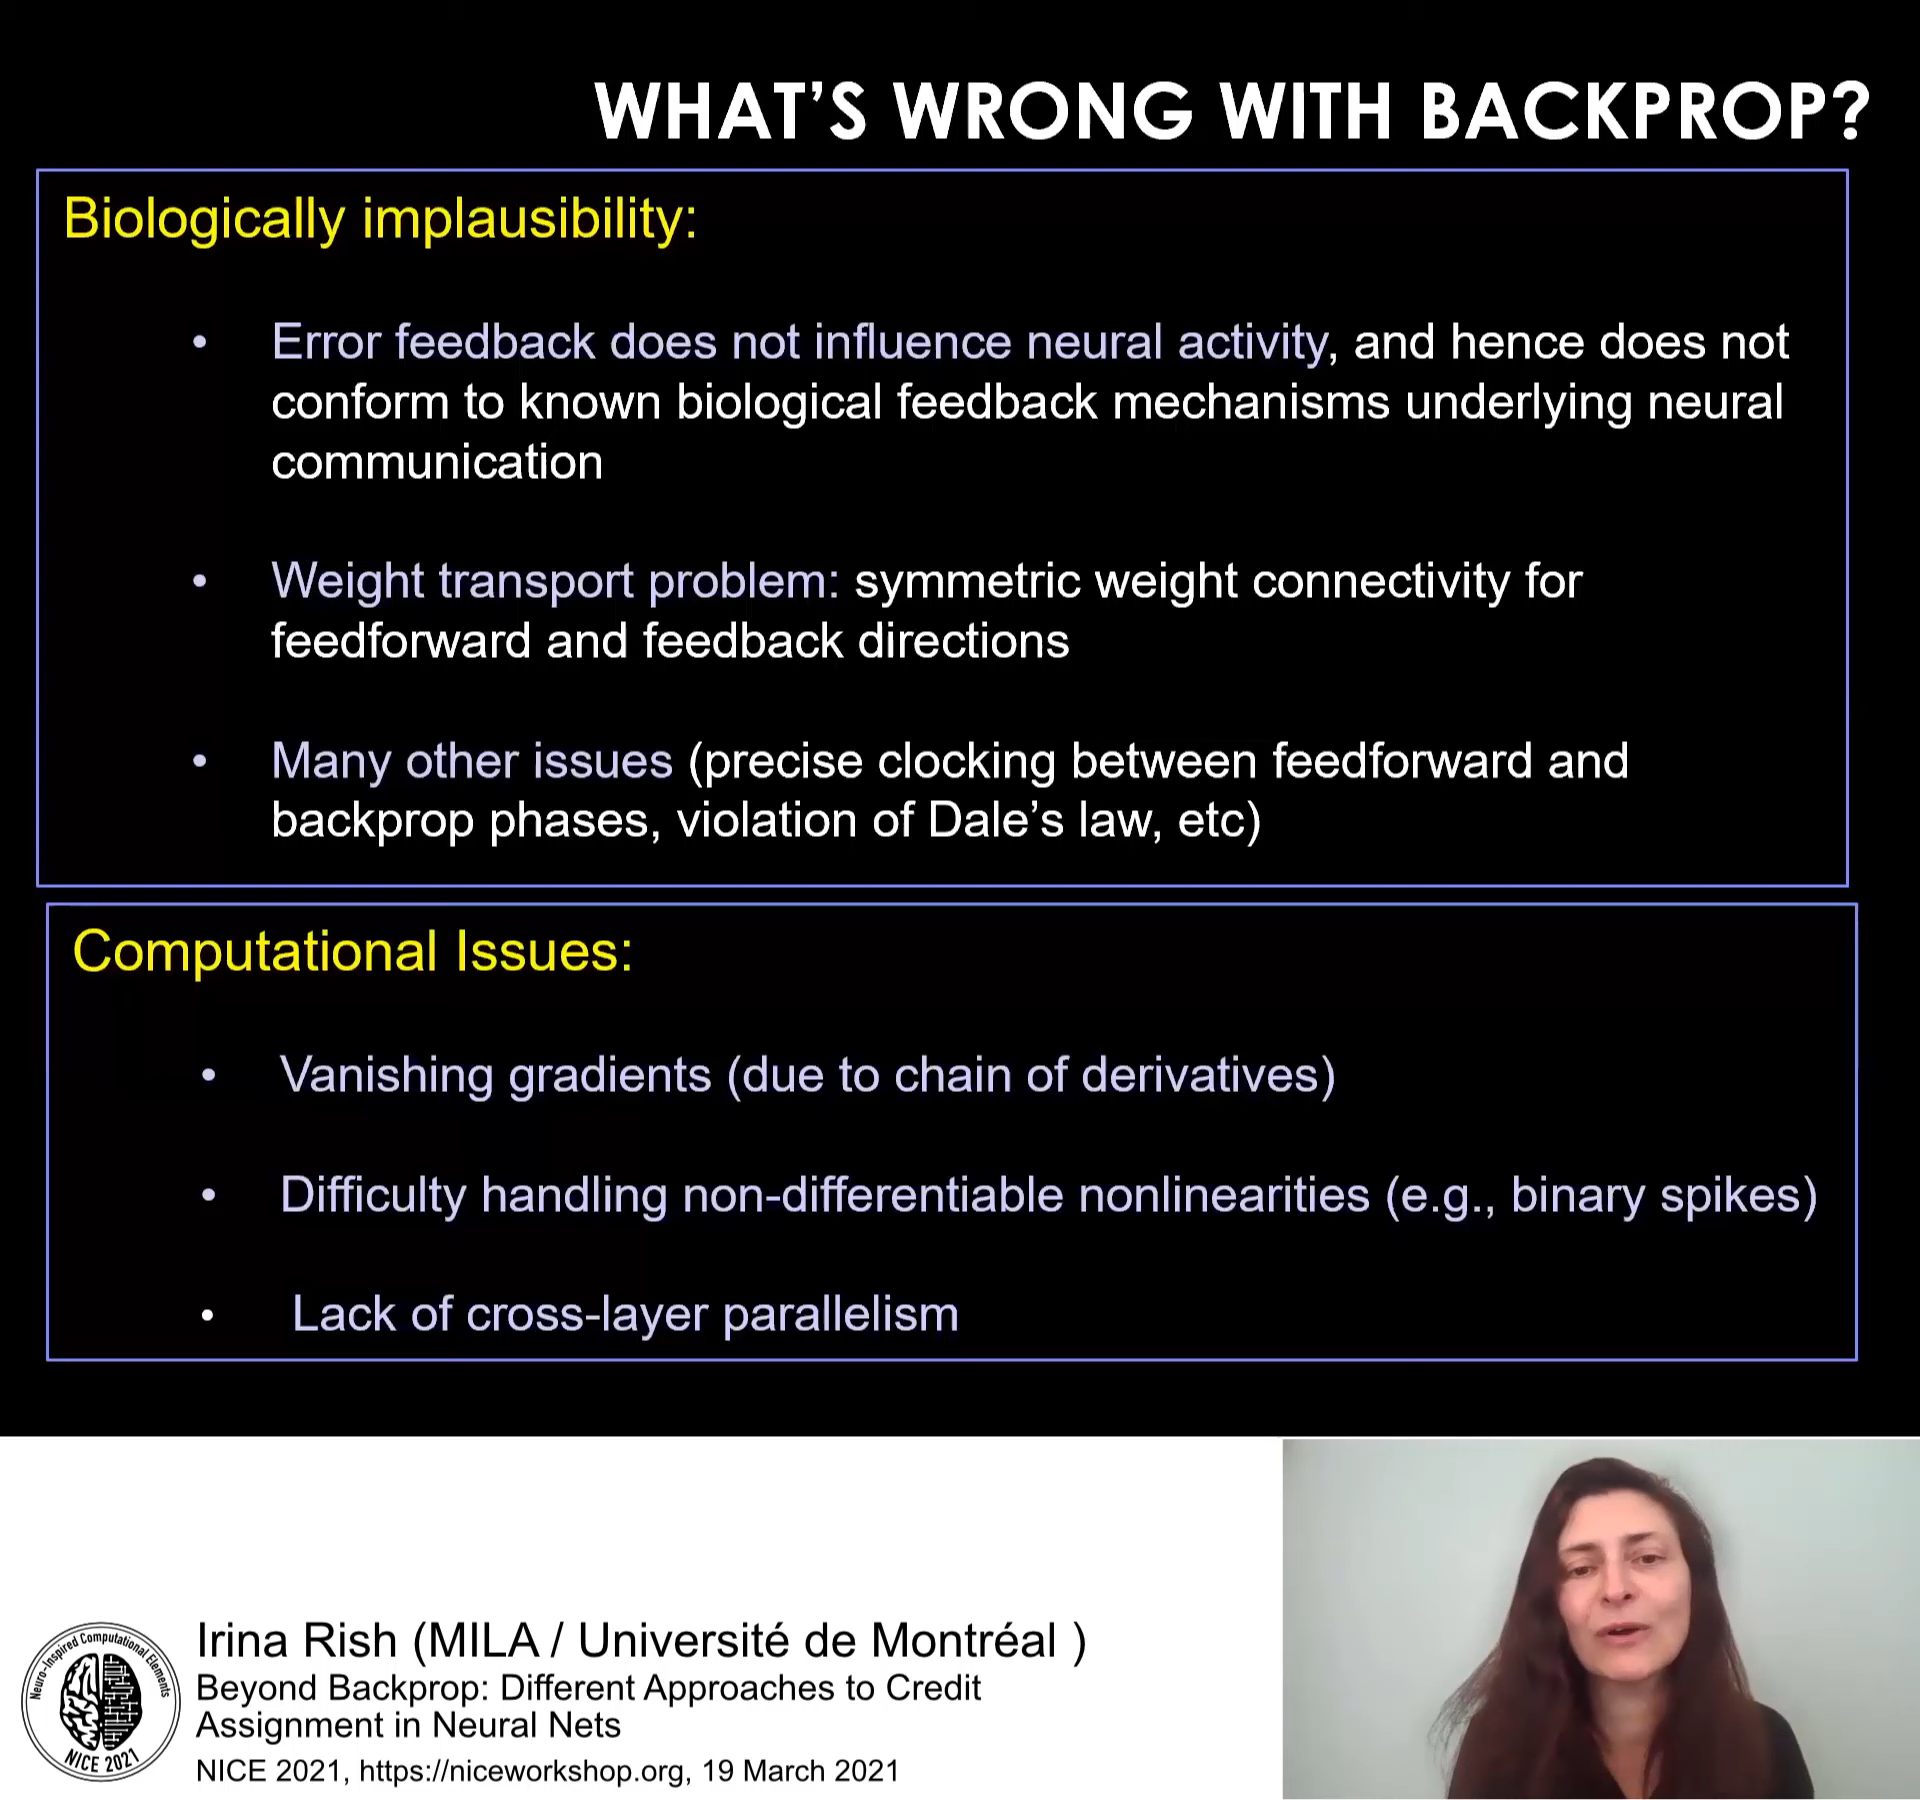 WHAT’S WRONG WITH BACKPROP?
Biologically implausibility:
• Error feedback does not influence neural activity, and hence does not
conform to known biological feedback mechanisms underlying neural
communication
• Weight transport problem: symmetric weight connectivity for
feedforward and feedback directions
• Many other issues (precise clocking between feedforward and
backprop phases, violation of Dale’s law, etc)
Computational Issues:
• Vanishing gradients (due to chain of derivatives)
• Difficulty handling non-differentiable nonlinearities (e.g., binary spikes)
• Lack of cross-layer parallelism
Neuro-Inspired Computational Elements
NICE 2021
Irina Rish (MILA / Université de Montréal )
Beyond Backprop: Different Approaches to Credit
Assignment in Neural Nets
NICE 2021, https://niceworkshop.org, 19 March 2021